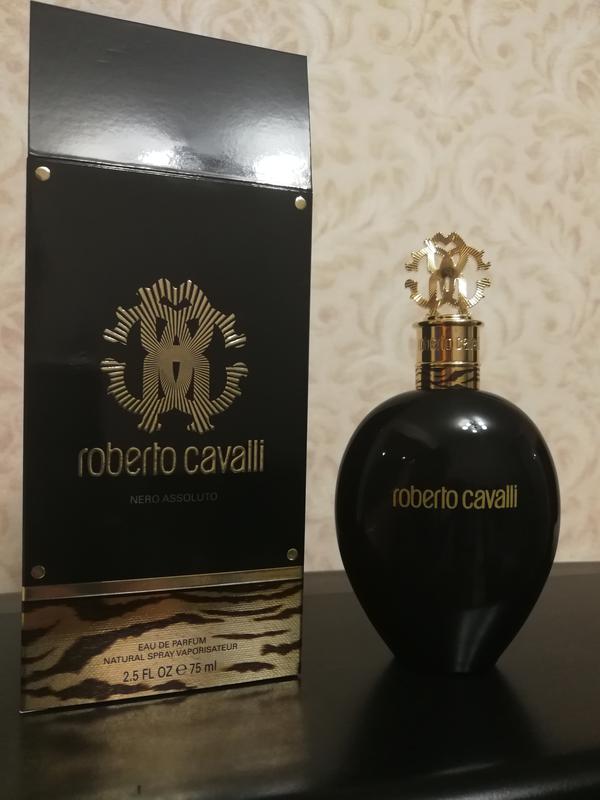 roberto cavalli
NERO ASSOLUTO
EAU DE PARFUM
NATURAL SPRAY VAPORISATEUR
2.5 FL OZ ℮ 75 ml
roberto cavalli